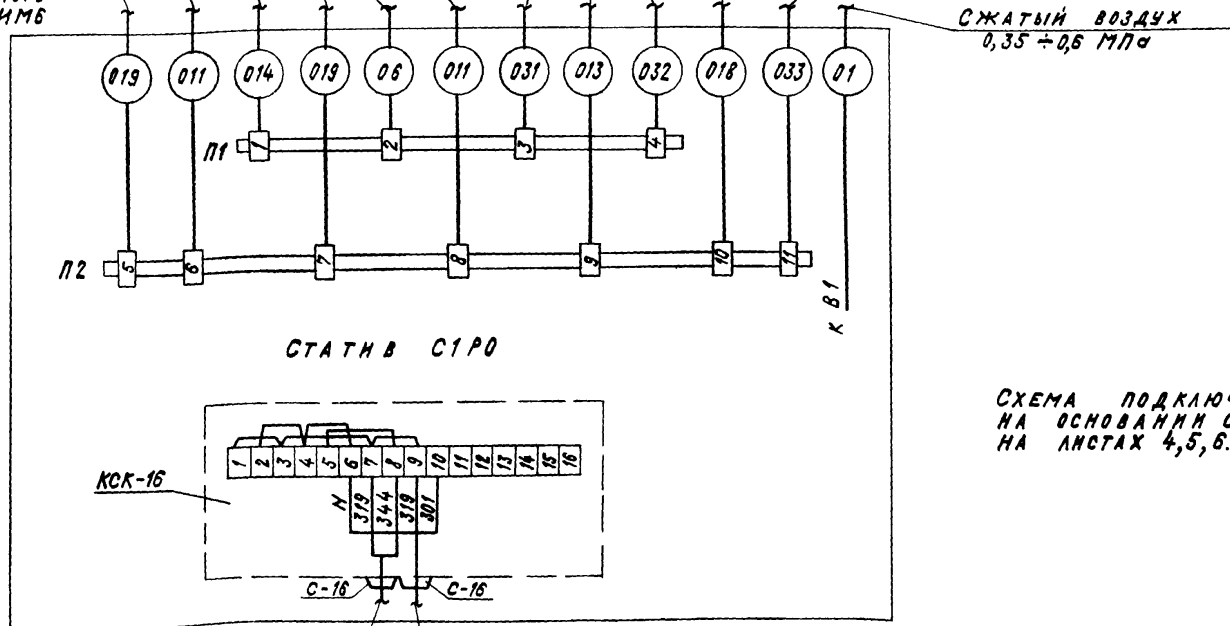 ИМ6
СЖАТЫЙ ВОЗДУХ
0,35 ÷ 0,6 МПа
019 011 014 019 06 011 031 013 032 018 033 01
П1 1 2 3 4
П2 5 6 7 8 9 10 11
К В1
СТАТИВ С1РО
СХЕМА ПОДКЛЮЧ
НА ОСНОВАНИИ
НА ЛИСТАХ 4,5,6.
КСК-16
1 2 3 4 5 6 7 8 9 10 11 12 13 14 15 16
N 319 344 319 801
С-16 С-16